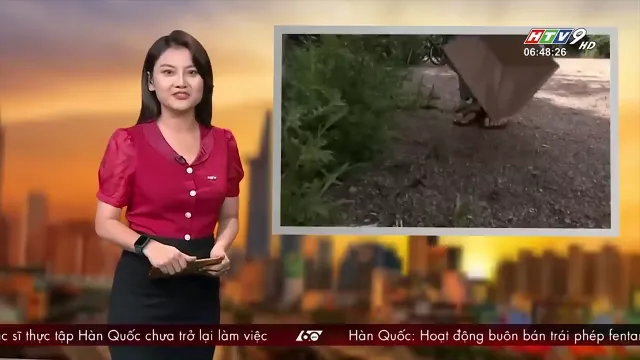 HTV9 HD
06:48:26
sĩ thực tập Hàn Quốc chưa trở lại làm việc
60 Hàn Quốc: Hoạt động buôn bán trái phép